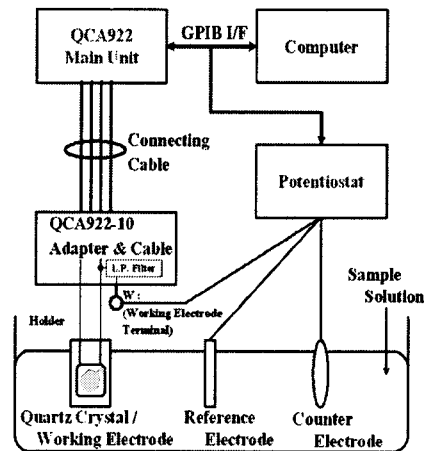 QCA922
Main Unit
GPIB I/F
Computer
Connecting
Cable
Potentiostat
QCA922-10
Adapter & Cable
L.P. Filter
W :
(Working Electrode
Terminal)
Sample
Solution
Holder
Quartz Crystal /
Working Electrode
Reference
Electrode
Counter
Electrode